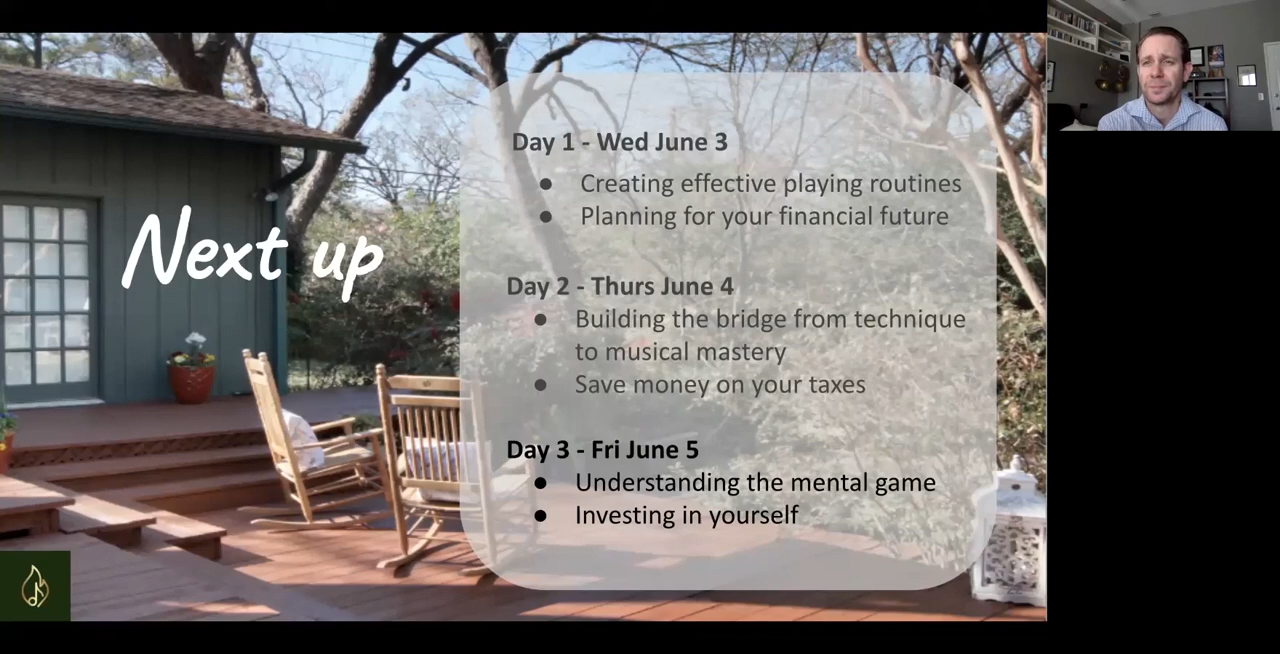 Next up
Day 1 - Wed June 3
● Creating effective playing routines
● Planning for your financial future
Day 2 - Thurs June 4
● Building the bridge from technique
to musical mastery
● Save money on your taxes
Day 3 - Fri June 5
● Understanding the mental game
● Investing in yourself